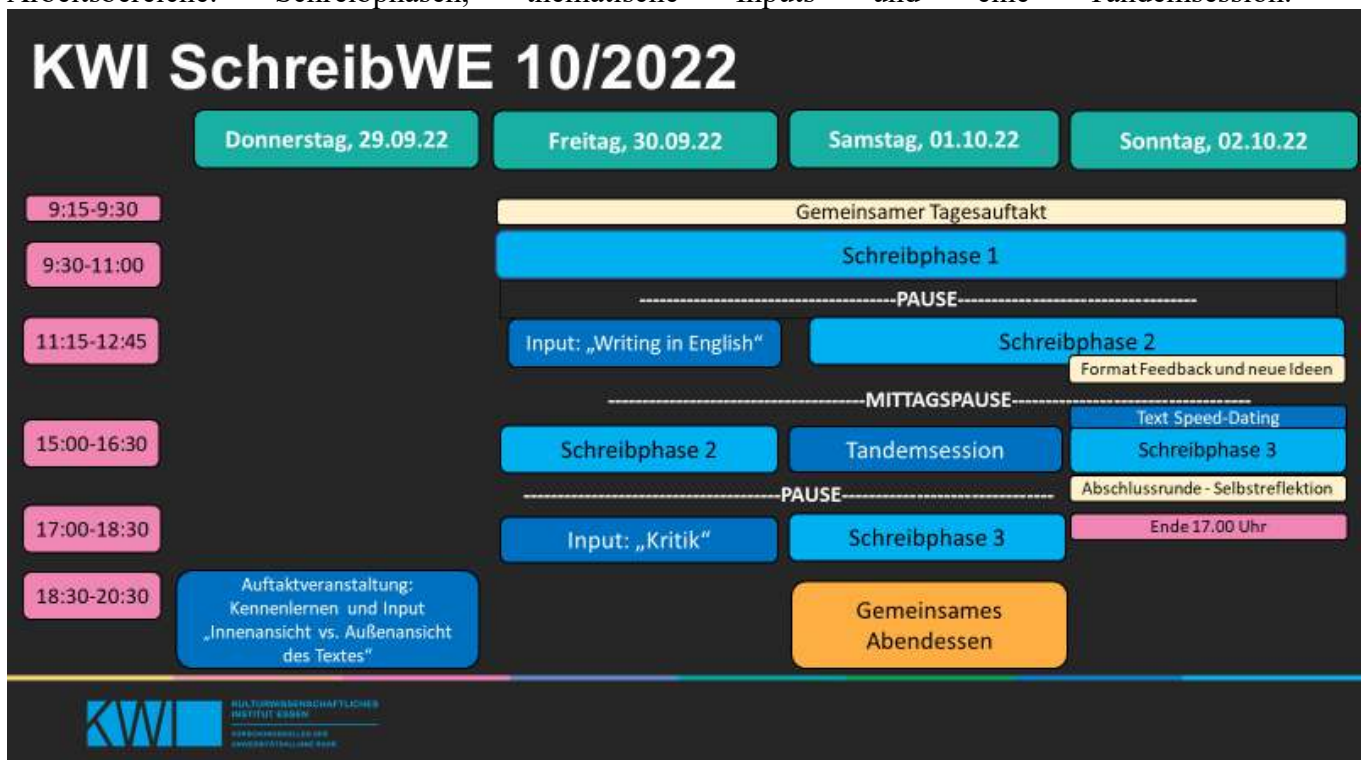 Arbeitsbereiche: Schreibphasen, thematische Inputs und eine Tandemsession.
KWI SchreibWE 10/2022
Donnerstag, 29.09.22
Freitag, 30.09.22
Samstag, 01.10.22
Sonntag, 02.10.22
9:15-9:30
Gemeinsamer Tagesauftakt
9:30-11:00
Schreibphase 1
--------------------------------------PAUSE-----------------------------------
11:15-12:45
Input: „Writing in English“
Schreibphase 2
Format Feedback und neue Ideen
--------------------------------------MITTAGSPAUSE-----------------------------------
Text Speed-Dating
15:00-16:30
Schreibphase 2
Tandemsession
Schreibphase 3
--------------------------------------PAUSE-------------------------------
Abschlussrunde - Selbstreflektion
17:00-18:30
Input: „Kritik“
Schreibphase 3
Ende 17.00 Uhr
18:30-20:30
Auftaktveranstaltung:
Kennenlernen und Input
„Innenansicht vs. Außenansicht
des Textes“
Gemeinsames
Abendessen
KWI
KULTURWISSENSCHAFTLICHES
INSTITUT ESSEN